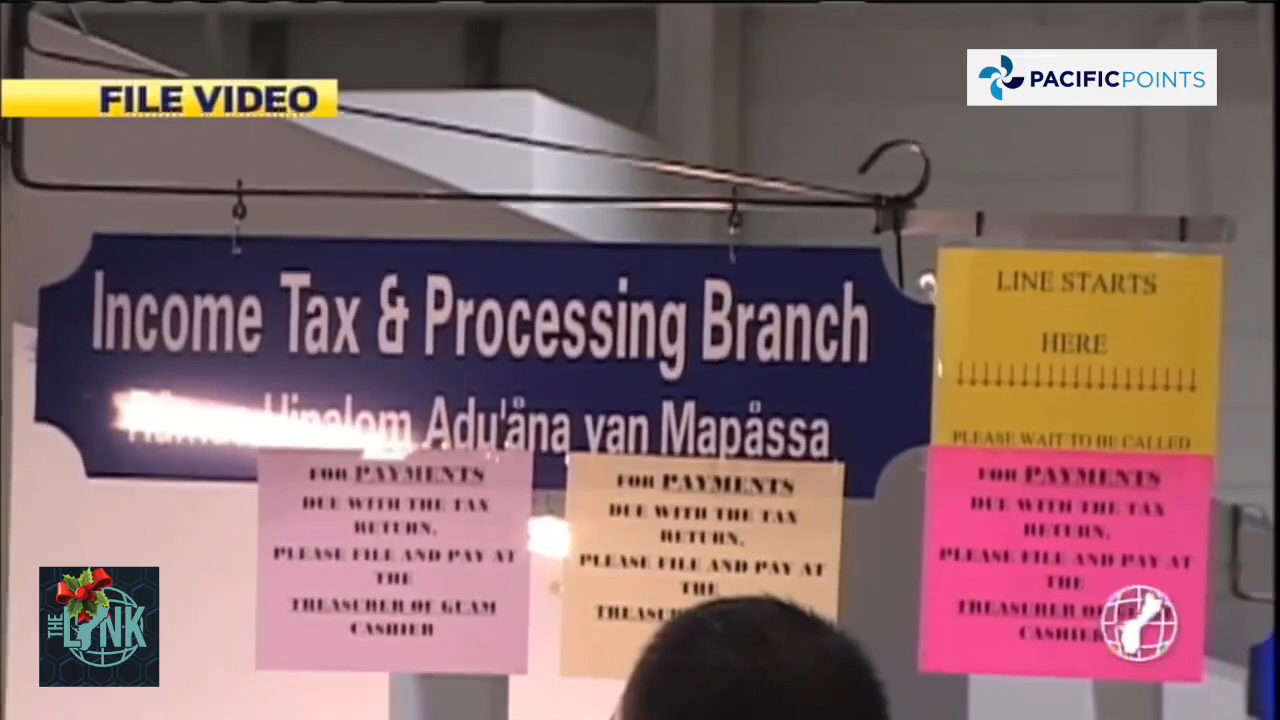 FILE VIDEO
PACIFICPOINTS
Income Tax & Processing Branch
Adu'åna yan Mapåssa
LINE STARTS
HERE
PLEASE WAIT TO BE CALLED
FOR PAYMENTS
DUE WITH THE TAX
RETURN,
PLEASE FILE AND PAY AT
THE
TREASURER OF GUAM
CASHIER
FOR PAYMENTS
DUE WITH THE TAX
RETURN,
PLEASE FILE AND PAY AT
THE
FOR PAYMENTS
DUE WITH THE TAX
RETURN,
PLEASE FILE AND PAY AT
THE
TREASURER
CASHIER
THE
LINK